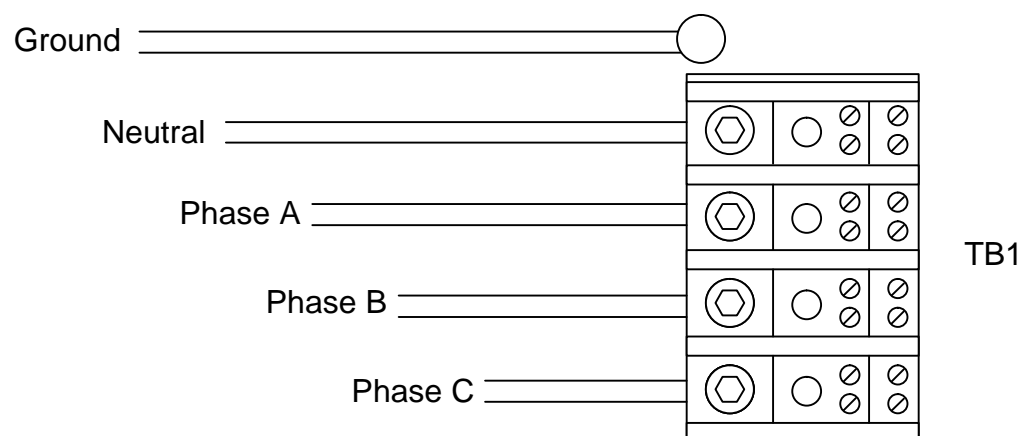 Ground
Neutral
Phase A
TB1
Phase B
Phase C